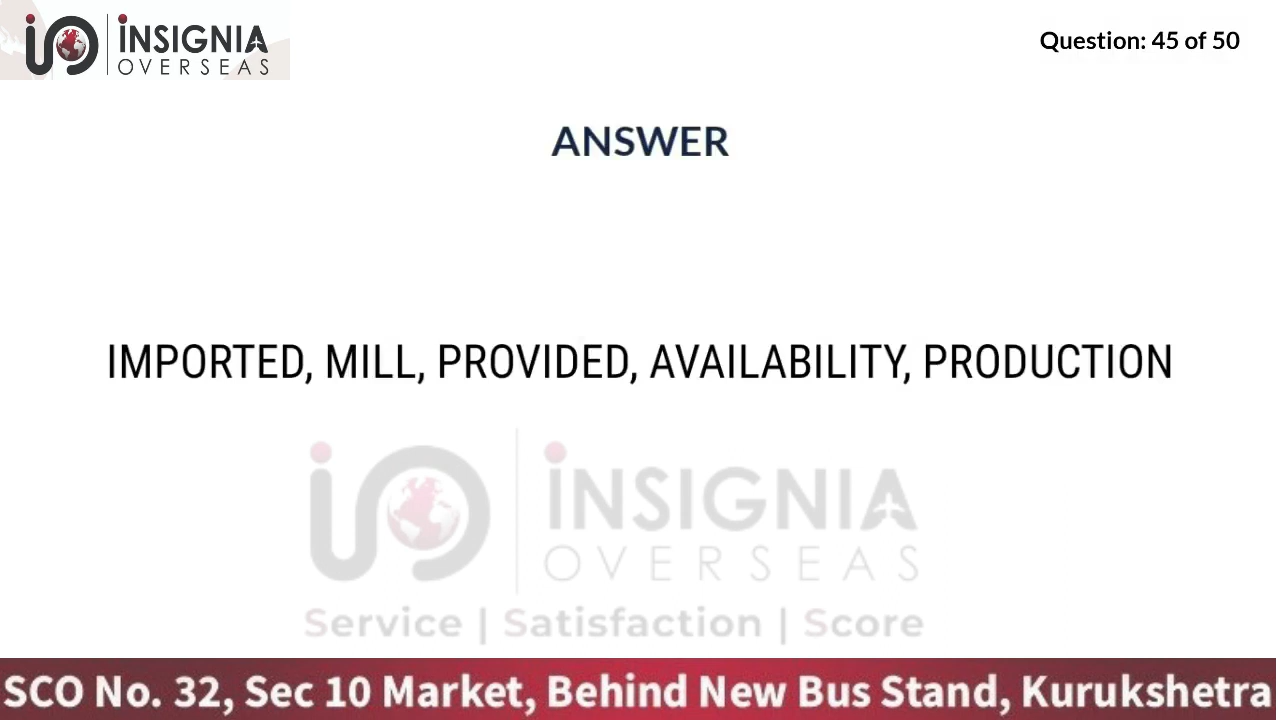 INSIGNIA
OVERSEAS
Question: 45 of 50
ANSWER
IMPORTED, MILL, PROVIDED, AVAILABILITY, PRODUCTION
INSIGNIA
OVERSEAS
Service | Satisfaction | Score
SCO No. 32, Sec 10 Market, Behind New Bus Stand, Kurukshetra